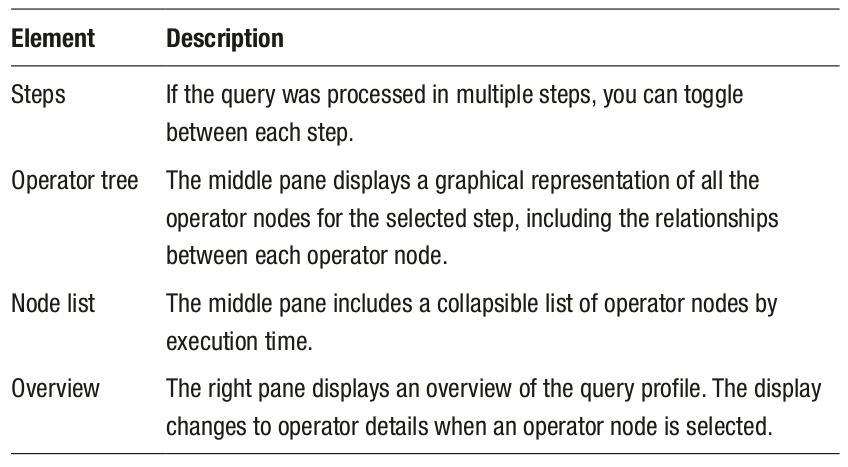 Element Description
Steps If the query was processed in multiple steps, you can toggle
between each step.
Operator tree The middle pane displays a graphical representation of all the
operator nodes for the selected step, including the relationships
between each operator node.
Node list The middle pane includes a collapsible list of operator nodes by
execution time.
Overview The right pane displays an overview of the query profile. The display
changes to operator details when an operator node is selected.